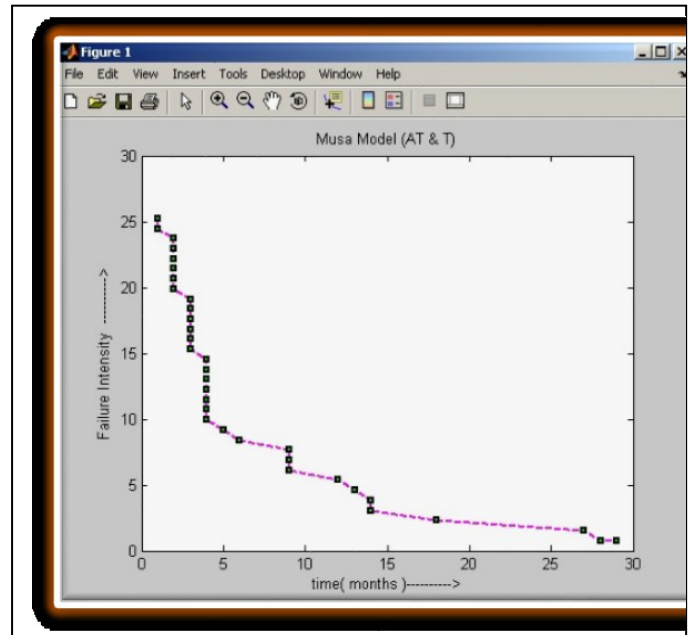 Figure 1
File Edit View Insert Tools Desktop Window Help
Musa Model (AT & T)
30
25
20
15
10
5
0
Failure Intensity ---------->
0 5 10 15 20 25 30
time( months )---------->